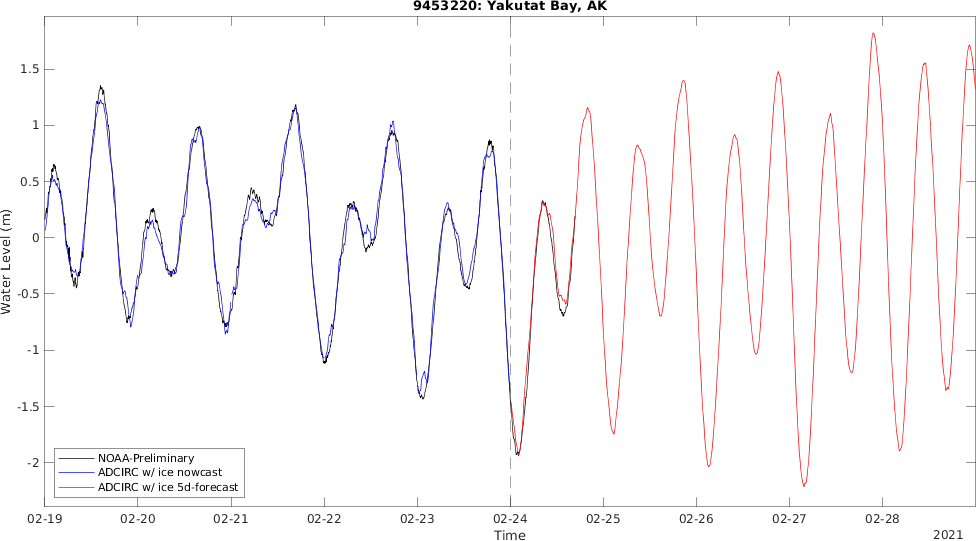 9453220: Yakutat Bay, AK
Water Level (m)
1.5
1
0.5
0
-0.5
-1
-1.5
-2
NOAA-Preliminary
ADCIRC w/ ice nowcast
ADCIRC w/ ice 5d-forecast
02-19 02-20 02-21 02-22 02-23 02-24 02-25 02-26 02-27 02-28
Time
2021